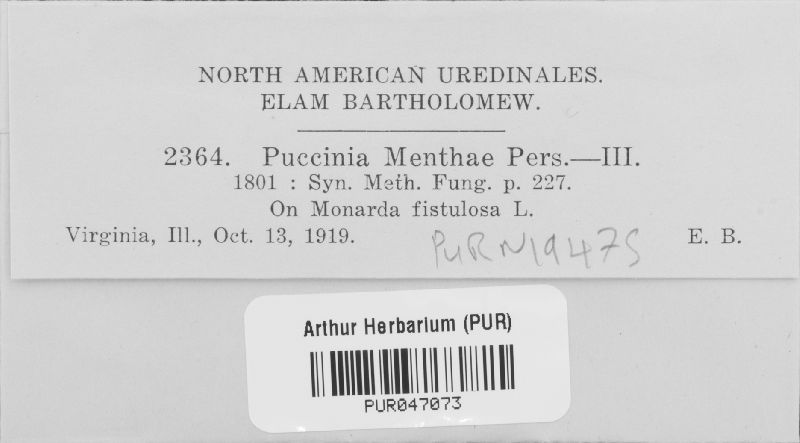 NORTH AMERICAN UREDINALES.
ELAM BARTHOLOMEW.
2364. Puccinia Menthae Pers.—III.
1801 : Syn. Meth. Fung. p. 227.
On Monarda fistulosa L.
Virginia, Ill., Oct. 13, 1919. PUR N19475 E. B.
Arthur Herbarium (PUR)
PUR047073